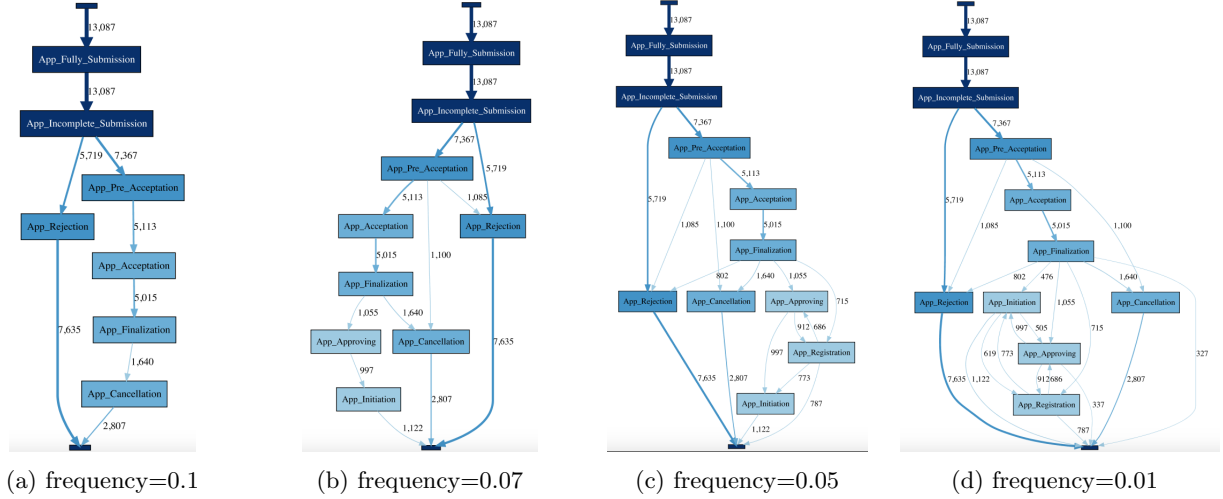 13,087
App_Fully_Submission
13,087
App_Incomplete_Submission
5,719
7,367
App_Pre_Acceptation
App_Rejection
5,113
App_Acceptation
5,015
7,635
App_Finalization
1,640
App_Cancellation
2,807
(a) frequency=0.1
13,087
App_Fully_Submission
13,087
App_Incomplete_Submission
7,367
App_Pre_Acceptation
5,719
5,113
1,085
App_Acceptation
App_Rejection
5,015
1,100
App_Finalization
1,055
1,640
App_Approving
App_Cancellation
7,635
997
App_Initiation
2,807
1,122
(b) frequency=0.07
13,087
App_Fully_Submission
13,087
App_Incomplete_Submission
7,367
App_Pre_Acceptation
5,113
5,719
App_Acceptation
1,085
1,100
5,015
App_Finalization
802
1,640
1,055
App_Rejection
App_Cancellation
App_Approving
715
912
686
997
App_Registration
7,635
2,807
773
787
App_Initiation
1,122
(c) frequency=0.05
13,087
App_Fully_Submission
13,087
App_Incomplete_Submission
7,367
App_Pre_Acceptation
5,113
5,719
App_Acceptation
1,085
5,015
1,100
App_Finalization
802
476
1,640
App_Rejection
App_Initiation
1,055
App_Cancellation
997
505
715
619
773
App_Approving
327
7,635
1,122
912
686
2,807
App_Registration
337
787
(d) frequency=0.01